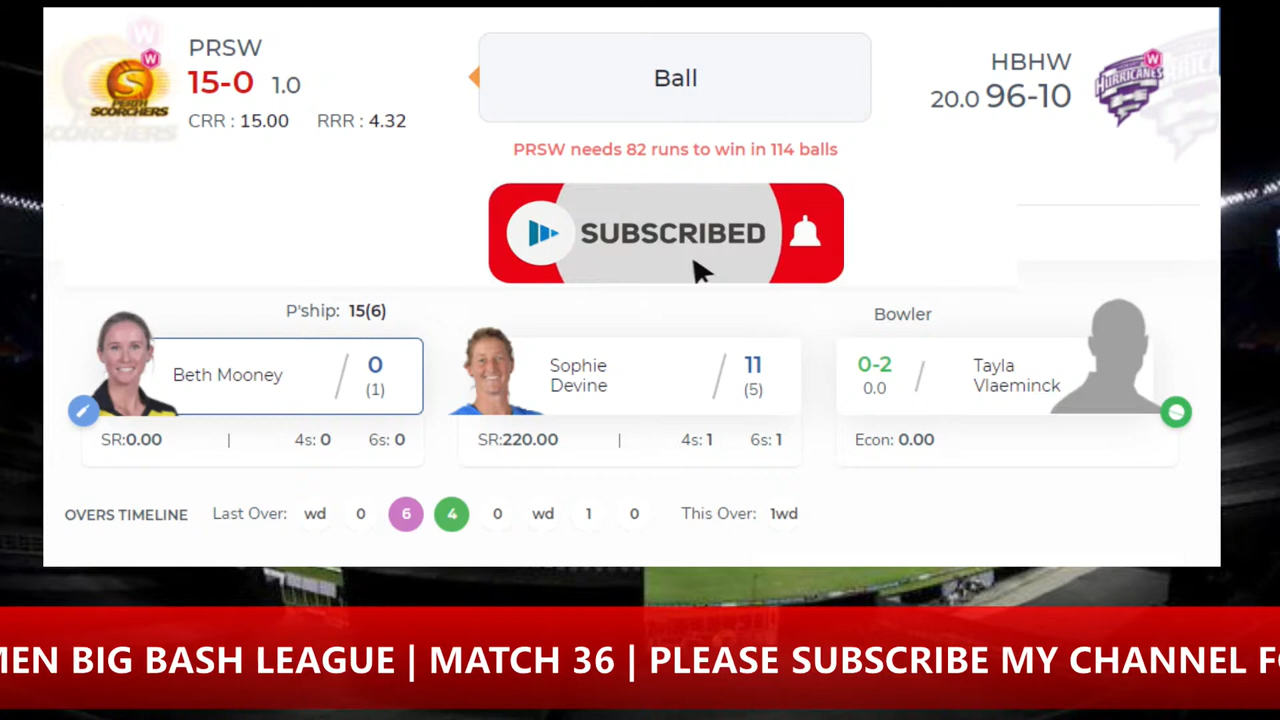 PRSW
15-0 1.0
CRR : 15.00 RRR : 4.32
W
PERTH
SCORCHERS
Ball
PRSW needs 82 runs to win in 114 balls
HBHW
20.0 96-10
W
HURRICANES
SUBSCRIBED
P'ship: 15(6)
Beth Mooney / 0
(1)
SR:0.00 | 4s: 0 6s: 0
Sophie
Devine / 11
(5)
SR:220.00 | 4s: 1 6s: 1
Bowler
0-2 / Tayla
0.0 Vlaeminck
Econ: 0.00
OVERS TIMELINE Last Over: wd 0 6 4 0 wd 1 0 This Over: 1wd
MEN BIG BASH LEAGUE | MATCH 36 | PLEASE SUBSCRIBE MY CHANNEL FO